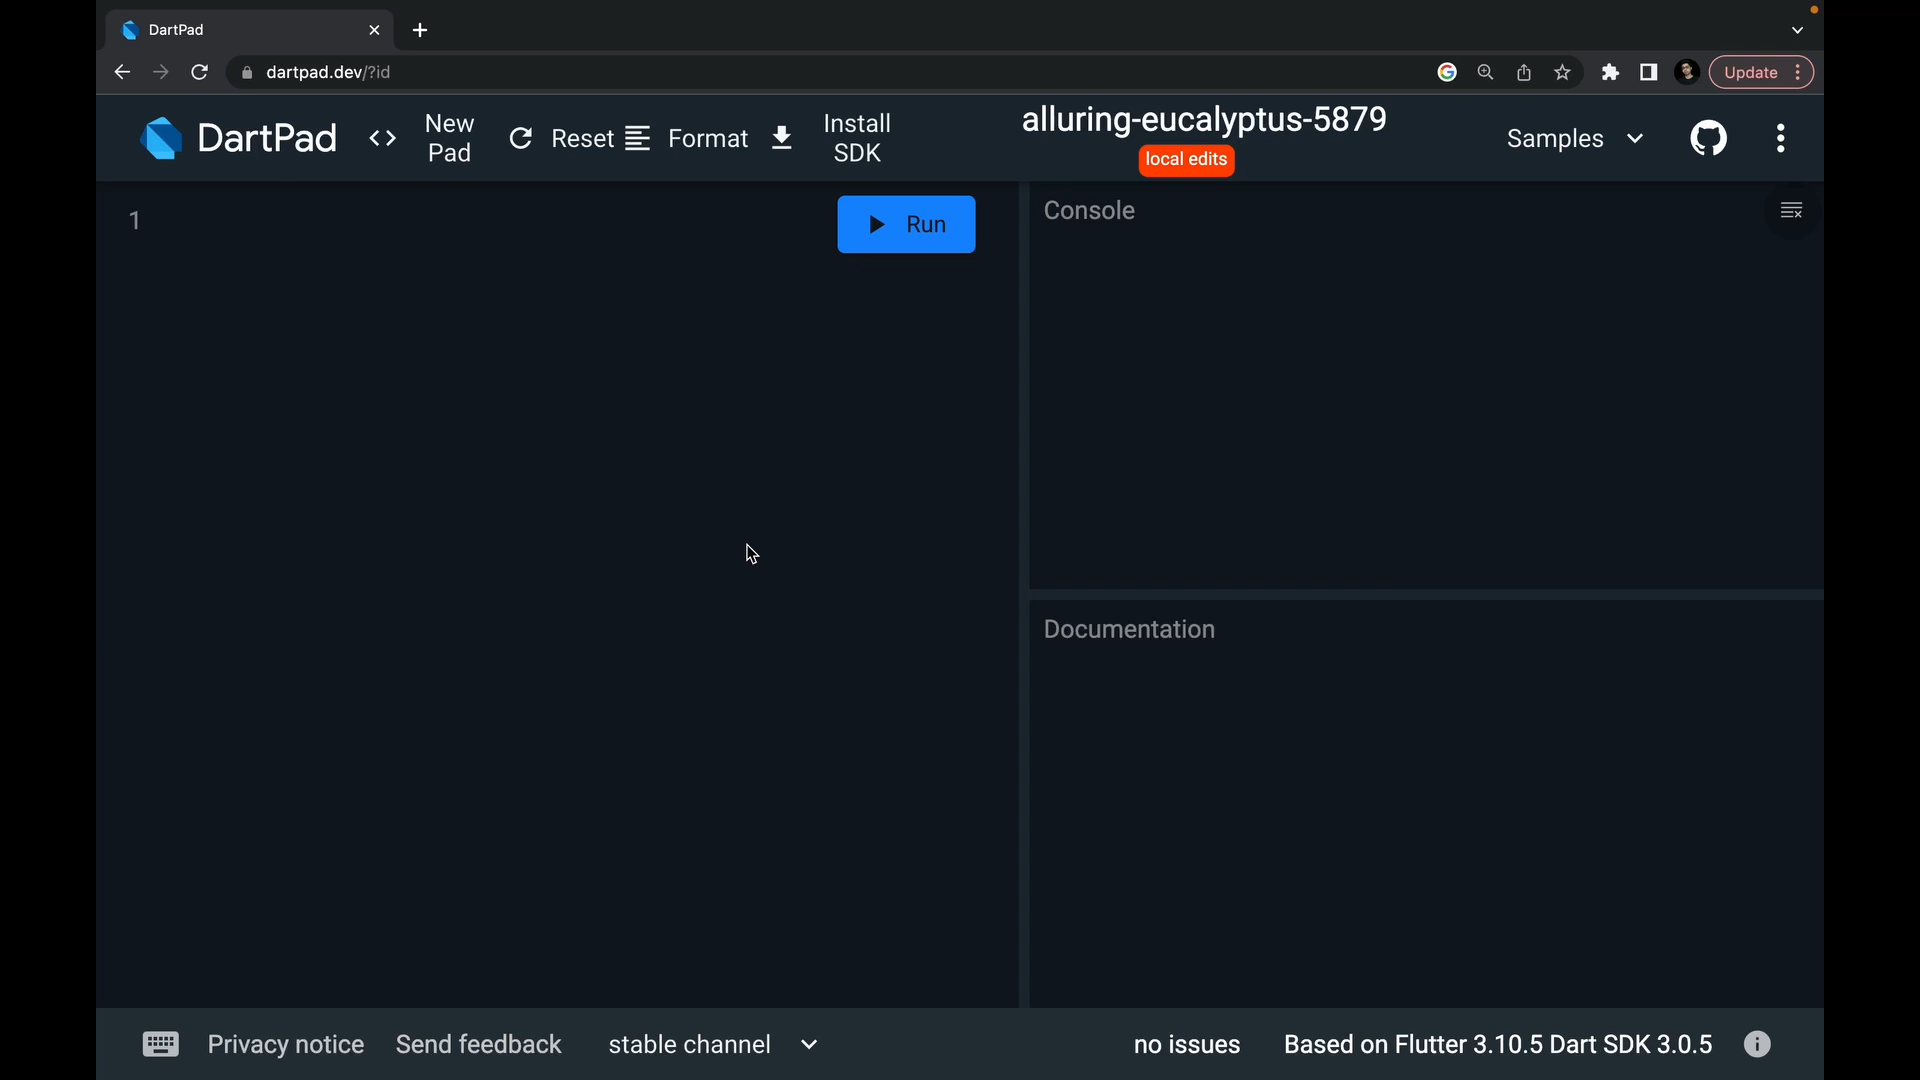 DartPad
dartpad.dev/?id
Update
DartPad
New
Pad
Reset
Format
Install
SDK
alluring-eucalyptus-5879
local edits
Samples
1
Run
Console
Documentation
Privacy notice
Send feedback
stable channel
no issues
Based on Flutter 3.10.5 Dart SDK 3.0.5